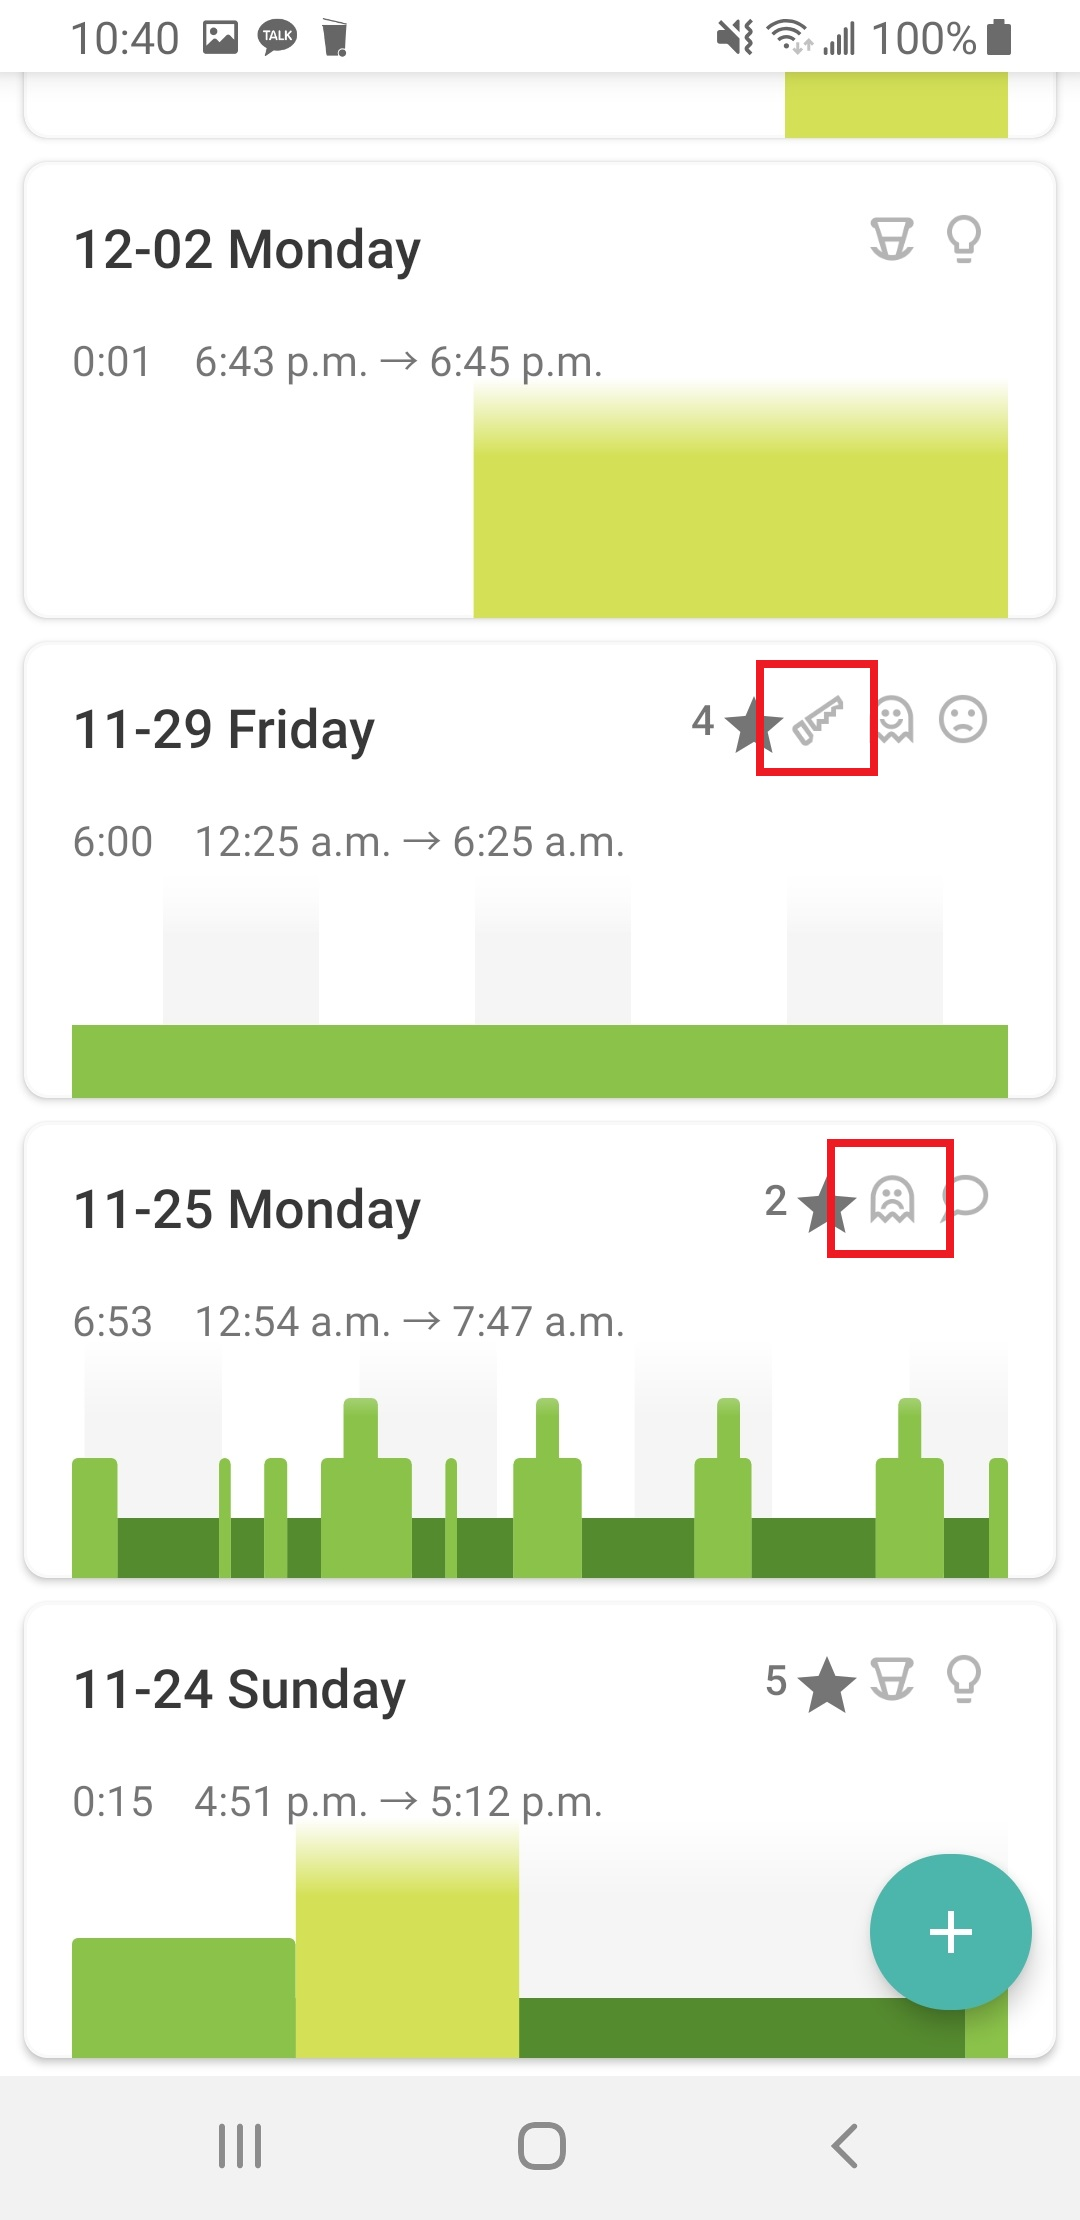 10:40 TALK 100%
12-02 Monday
0:01 6:43 p.m. → 6:45 p.m.
11-29 Friday 4
6:00 12:25 a.m. → 6:25 a.m.
11-25 Monday 2
6:53 12:54 a.m. → 7:47 a.m.
11-24 Sunday 5
0:15 4:51 p.m. → 5:12 p.m.